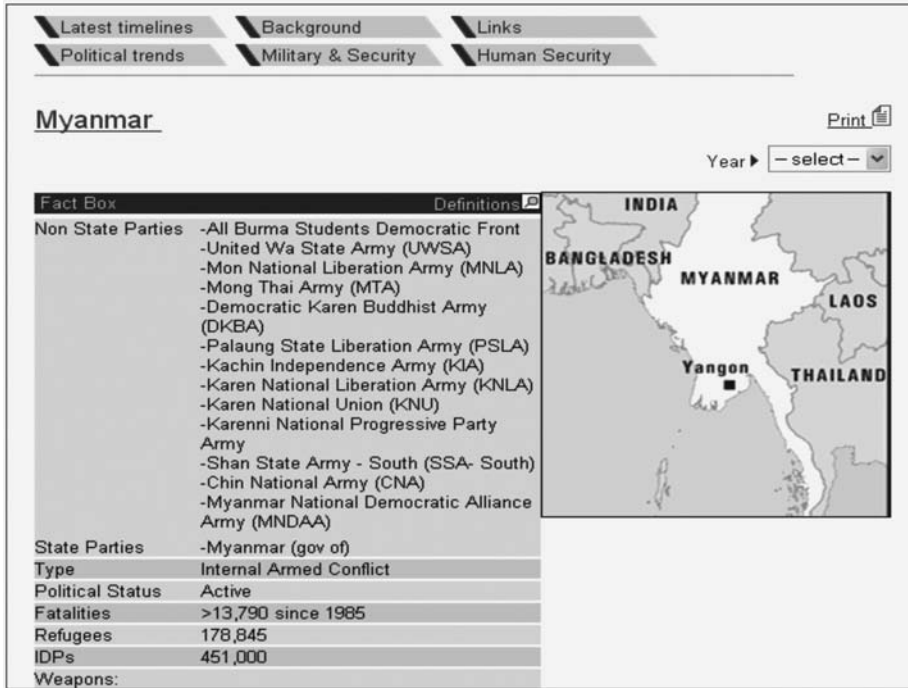 Latest timelines Background Links
Political trends Military & Security Human Security
Myanmar
Print
Year – select –
Fact Box Definitions
Non State Parties -All Burma Students Democratic Front
-United Wa State Army (UWSA)
-Mon National Liberation Army (MNLA)
-Mong Thai Army (MTA)
-Democratic Karen Buddhist Army
(DKBA)
-Palaung State Liberation Army (PSLA)
-Kachin Independence Army (KIA)
-Karen National Liberation Army (KNLA)
-Karen National Union (KNU)
-Karenni National Progressive Party
Army
-Shan State Army - South (SSA- South)
-Chin National Army (CNA)
-Myanmar National Democratic Alliance
Army (MNDAA)
State Parties -Myanmar (gov of)
Type Internal Armed Conflict
Political Status Active
Fatalities >13,790 since 1985
Refugees 178,845
IDPs 451,000
Weapons:
INDIA
BANGLADESH
MYANMAR
LAOS
Yangon
THAILAND